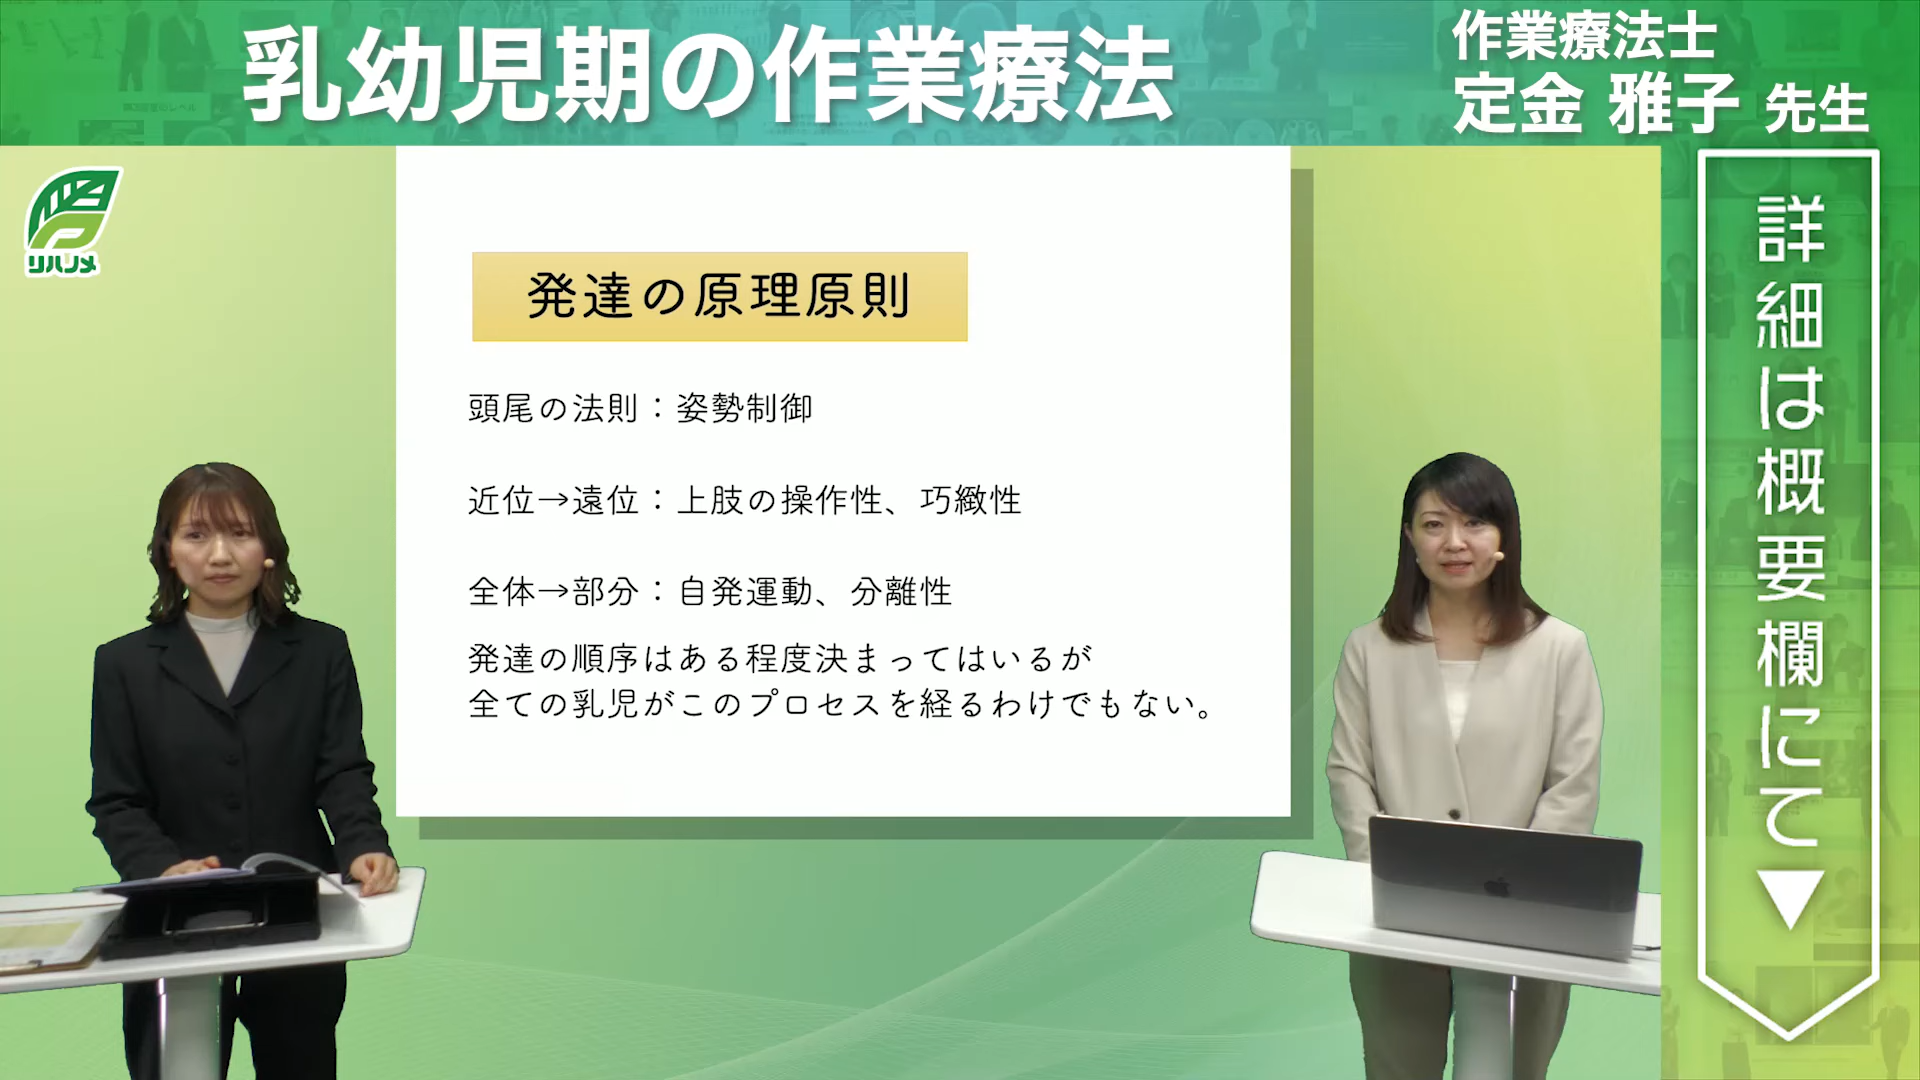 乳幼児期の作業療法
作業療法士
定金 雅子 先生
リハノメ
発達の原理原則
頭尾の法則：姿勢制御
近位→遠位：上肢の操作性、巧緻性
全体→部分：自発運動、分離性
発達の順序はある程度決まってはいるが
全ての乳児がこのプロセスを経るわけでもない。
詳細は概要欄にて▼